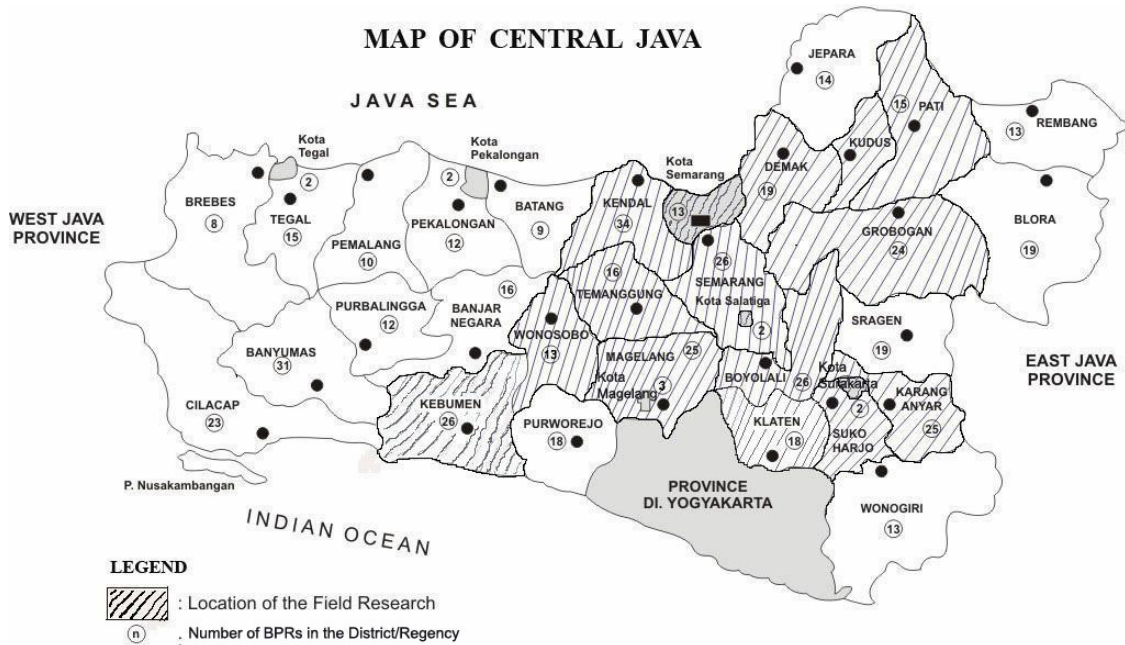 MAP OF CENTRAL JAVA
JAVA SEA
JEPARA
14
15
PATI
REMBANG
13
Kota
Tegal
2
Kota
Pekalongan
2
Kota
Semarang
13
DEMAK
19
KUDUS
WEST JAVA
PROVINCE
BREBES
8
TEGAL
15
PEMALANG
10
PEKALONGAN
12
BATANG
9
KENDAL
34
GROBOGAN
24
BLORA
19
26
SEMARANG
Kota Salatiga
2
16
TEMANGGUNG
16
BANJAR
NEGARA
PURBALINGGA
12
WONOSOBO
13
SRAGEN
19
EAST JAVA
PROVINCE
BANYUMAS
31
MAGELANG
25
Kota
Magelang
3
BOYOLALI
26
Kota
Surakarta
2
KARANG
ANYAR
25
CILACAP
23
KEBUMEN
26
PURWOREJO
18
KLATEN
18
SUKO
HARJO
P. Nusakambangan
PROVINCE
DI. YOGYAKARTA
WONOGIRI
13
INDIAN OCEAN
LEGEND
: Location of the Field Research
n : Number of BPRs in the District/Regency